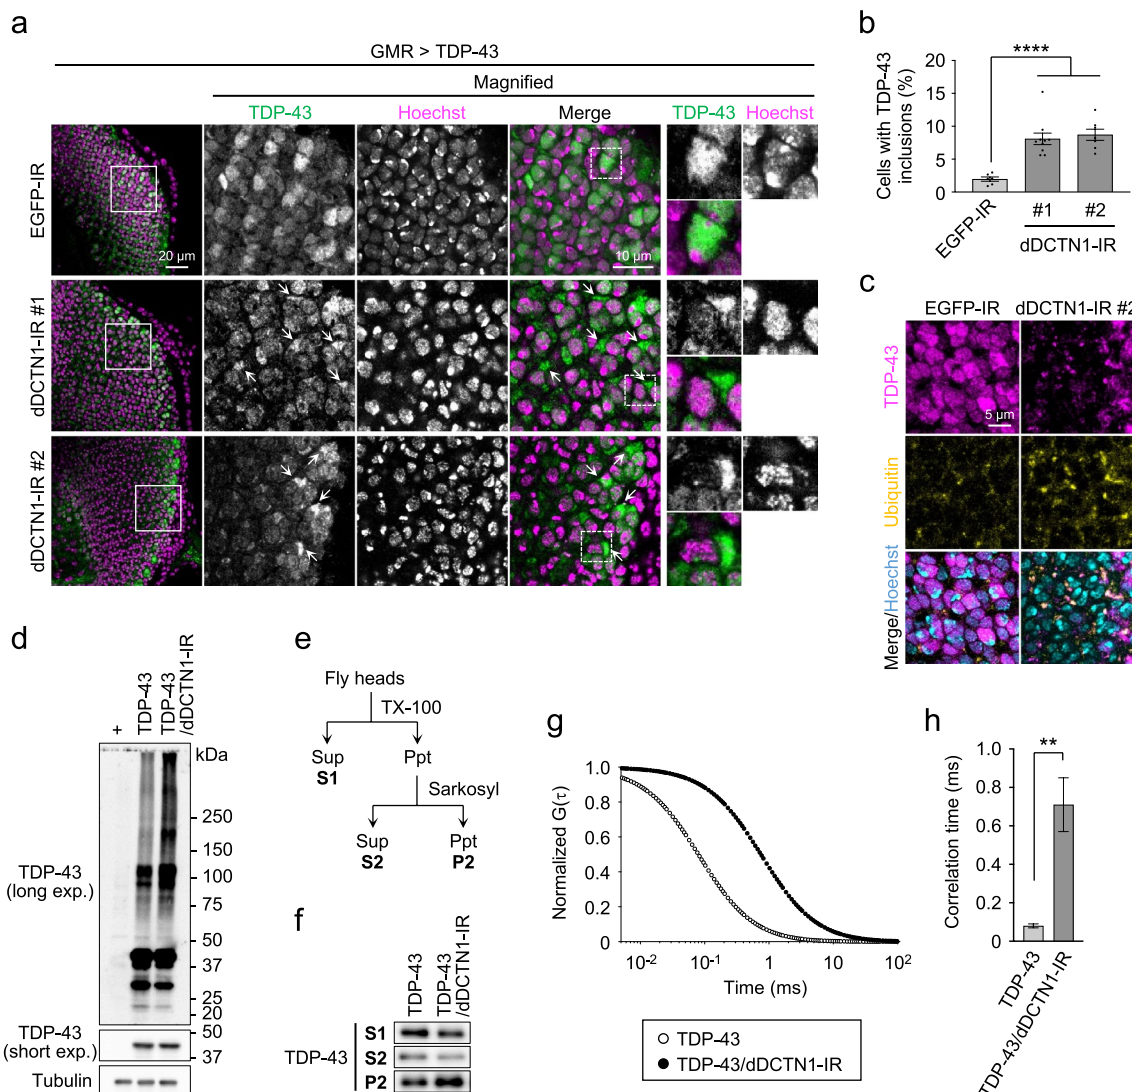 a
GMR > TDP-43
Magnified
TDP-43
Hoechst
Merge
TDP-43
Hoechst
EGFP-IR
20 µm
10 µm
dDCTN1-IR #1
dDCTN1-IR #2
b
Cells with TDP-43
inclusions (%)
20
15
10
5
0
****
EGFP-IR
#1
#2
dDCTN1-IR
c
EGFP-IR
dDCTN1-IR #2
TDP-43
5 µm
Ubiquitin
Merge/Hoechst
d
+
TDP-43
TDP-43
/dDCTN1-IR
kDa
250
150
100
75
50
37
25
20
TDP-43
(long exp.)
TDP-43
(short exp.)
50
37
Tubulin
e
Fly heads
TX-100
Sup
S1
Ppt
Sarkosyl
Sup
S2
Ppt
P2
f
TDP-43
TDP-43
/dDCTN1-IR
TDP-43
S1
S2
P2
g
Normalized G(τ)
1.0
0.8
0.6
0.4
0.2
0
10-2
10-1
1
10
102
Time (ms)
TDP-43
TDP-43/dDCTN1-IR
h
Correlation time (ms)
1.0
0.8
0.6
0.4
0.2
0
**
TDP-43
TDP-43/dDCTN1-IR